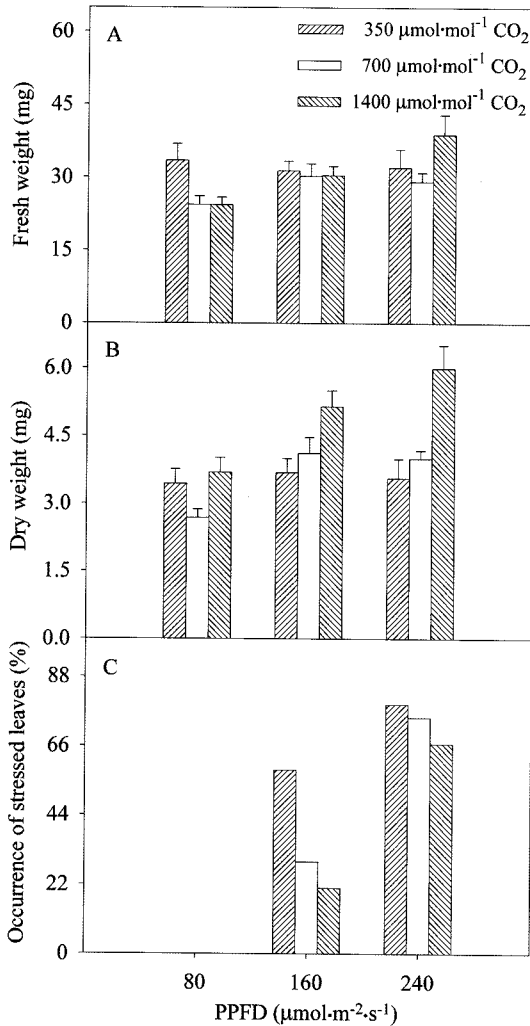 A
350 μmol·mol⁻¹ CO₂
700 μmol·mol⁻¹ CO₂
1400 μmol·mol⁻¹ CO₂
Fresh weight (mg)
60
45
30
15
0
B
Dry weight (mg)
6.0
4.5
3.0
1.5
0.0
C
Occurrence of stressed leaves (%)
88
66
44
22
0
80 160 240
PPFD (μmol·m⁻²·s⁻¹)